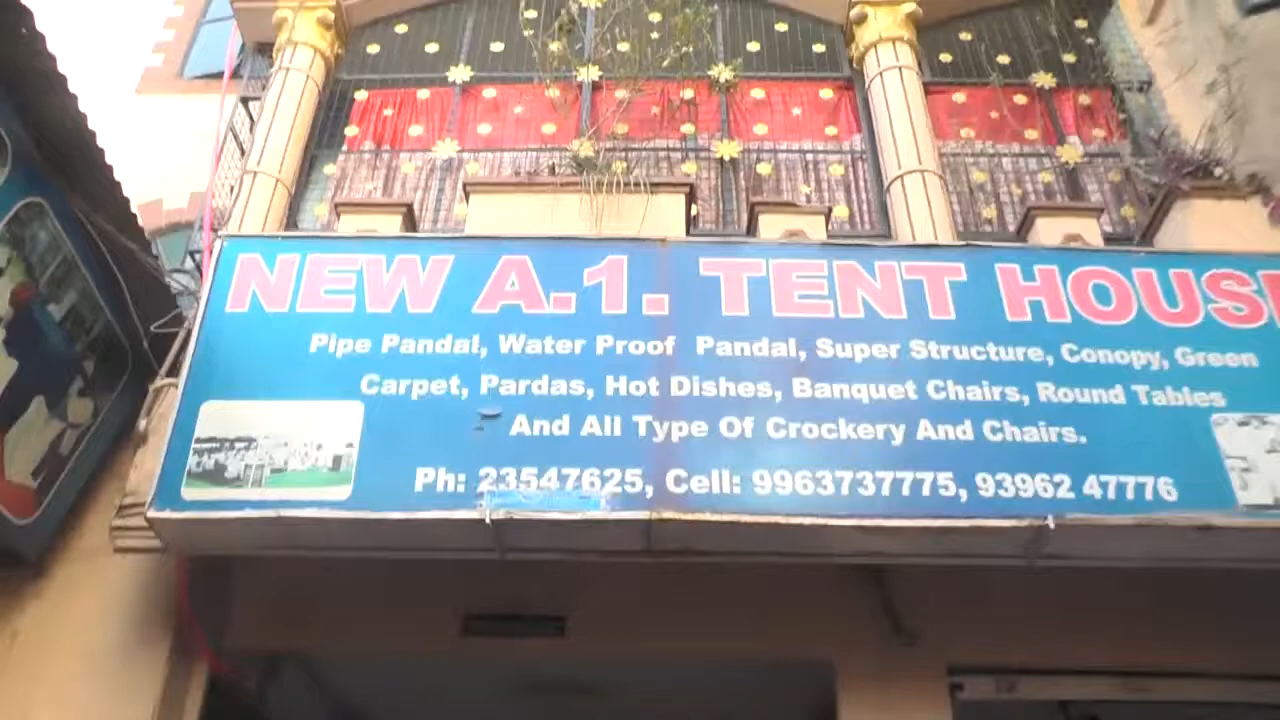 NEW A.1. TENT HOUSE
Pipe Pandal, Water Proof Pandal, Super Structure, Conopy, Green
Carpet, Pardas, Hot Dishes, Banquet Chairs, Round Tables
And All Type Of Crockery And Chairs.
Ph: 23547625, Cell: 9963737775, 93962 47776